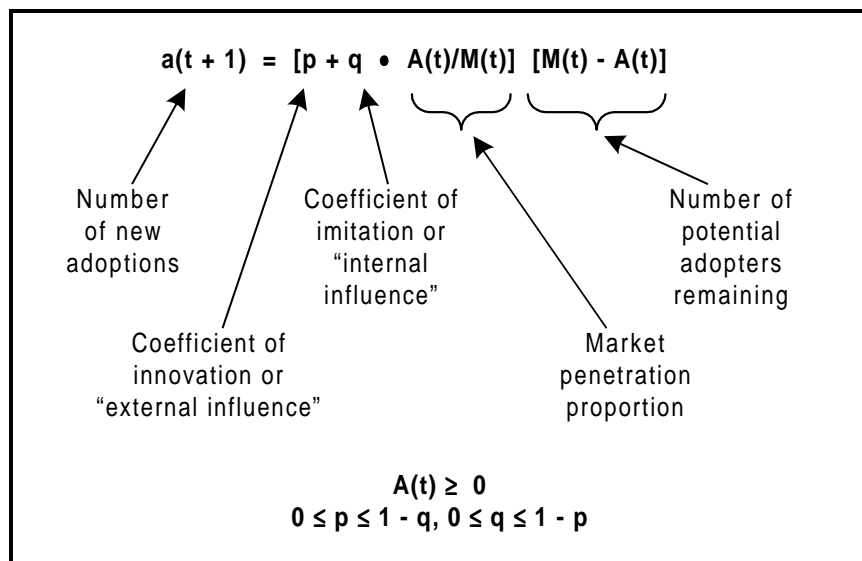 a(t + 1) = [p + q • A(t)/M(t)] [M(t) - A(t)]
Number
of new
adoptions
Coefficient of
imitation or
“internal
influence”
Number of
potential
adopters
remaining
Coefficient of
innovation or
“external influence”
Market
penetration
proportion
A(t) ≥ 0
0 ≤ p ≤ 1 - q, 0 ≤ q ≤ 1 - p